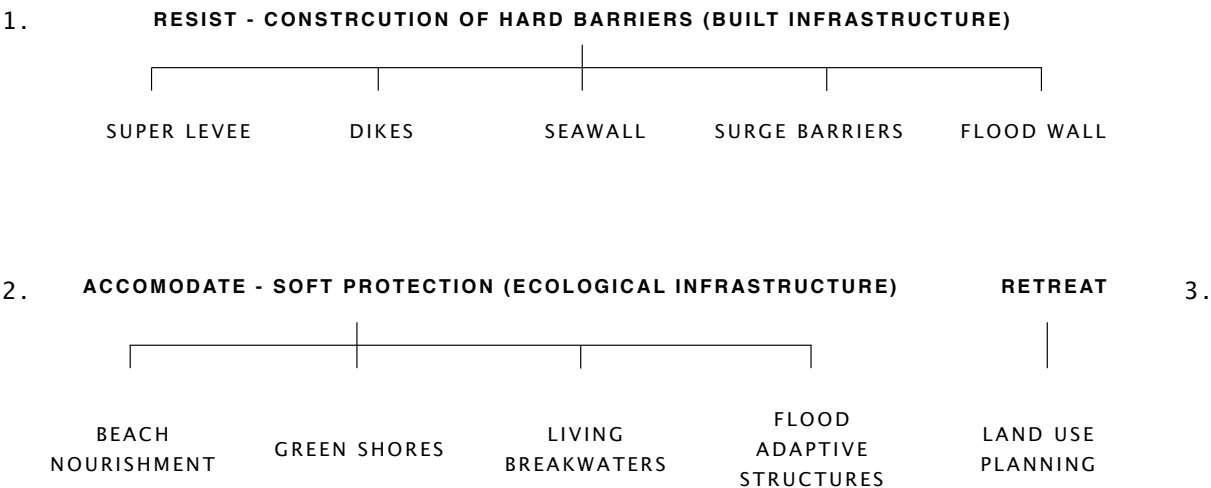 1. RESIST - CONSTRCUTION OF HARD BARRIERS (BUILT INFRASTRUCTURE)
SUPER LEVEE DIKES SEAWALL SURGE BARRIERS FLOOD WALL
2. ACCOMODATE - SOFT PROTECTION (ECOLOGICAL INFRASTRUCTURE)
BEACH
NOURISHMENT
GREEN SHORES
LIVING
BREAKWATERS
FLOOD
ADAPTIVE
STRUCTURES
RETREAT 3.
LAND USE
PLANNING